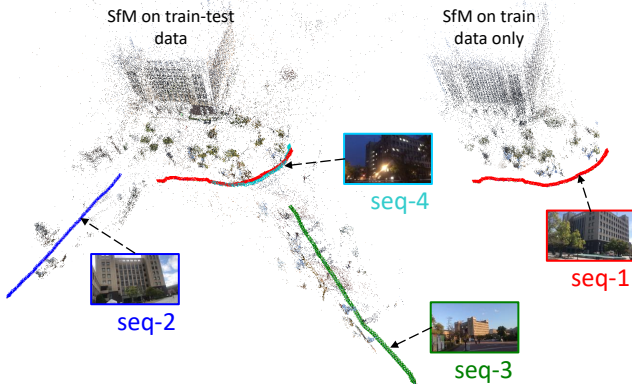 SfM on train-test
data
SfM on train
data only
seq-4
seq-1
seq-2
seq-3